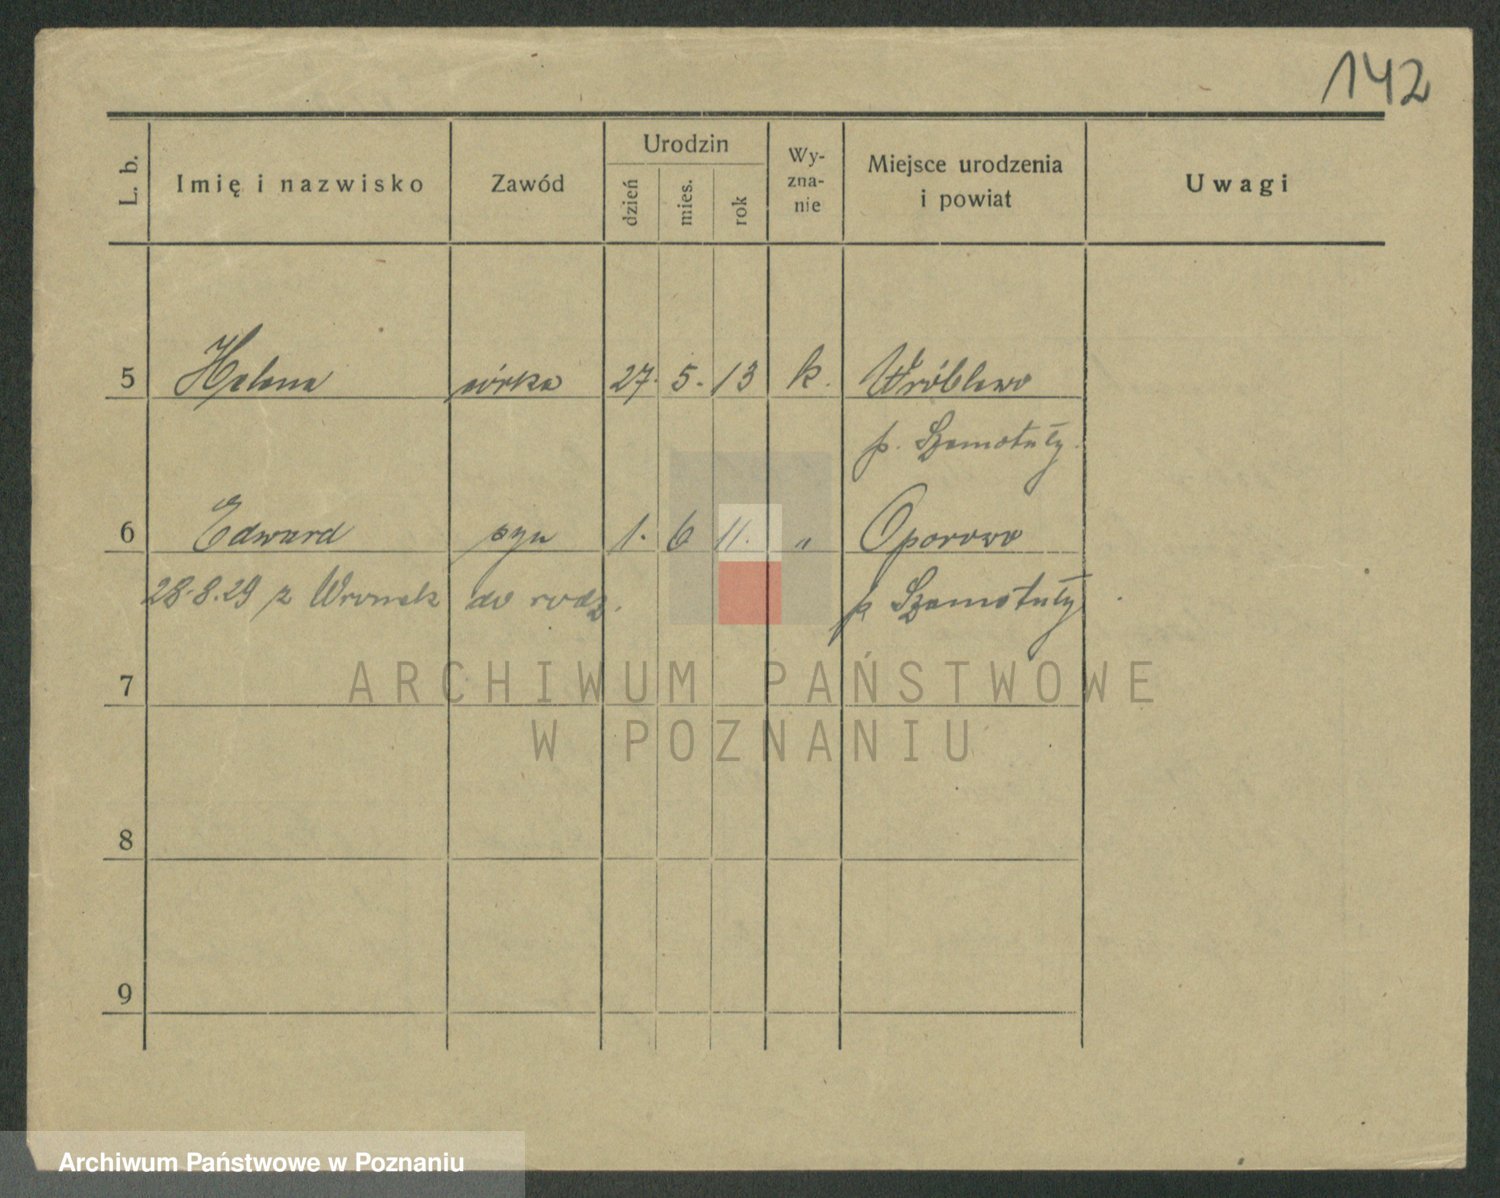 142
L. b. Imię i nazwisko Zawód Urodzin dzień mies. rok Wy-zna-nie Miejsce urodzenia i powiat Uwagi
5 Helena córka 27. 5. 13 k. Wróblewo
p. Szamotuły.
6 Edward syn 1. 6 11. " Oporowo
28.8.29 z Wronek do rodz. p. Szamotuły
7
ARCHIWUM PAŃSTWOWE
W POZNANIU
8
9
Archiwum Państwowe w Poznaniu